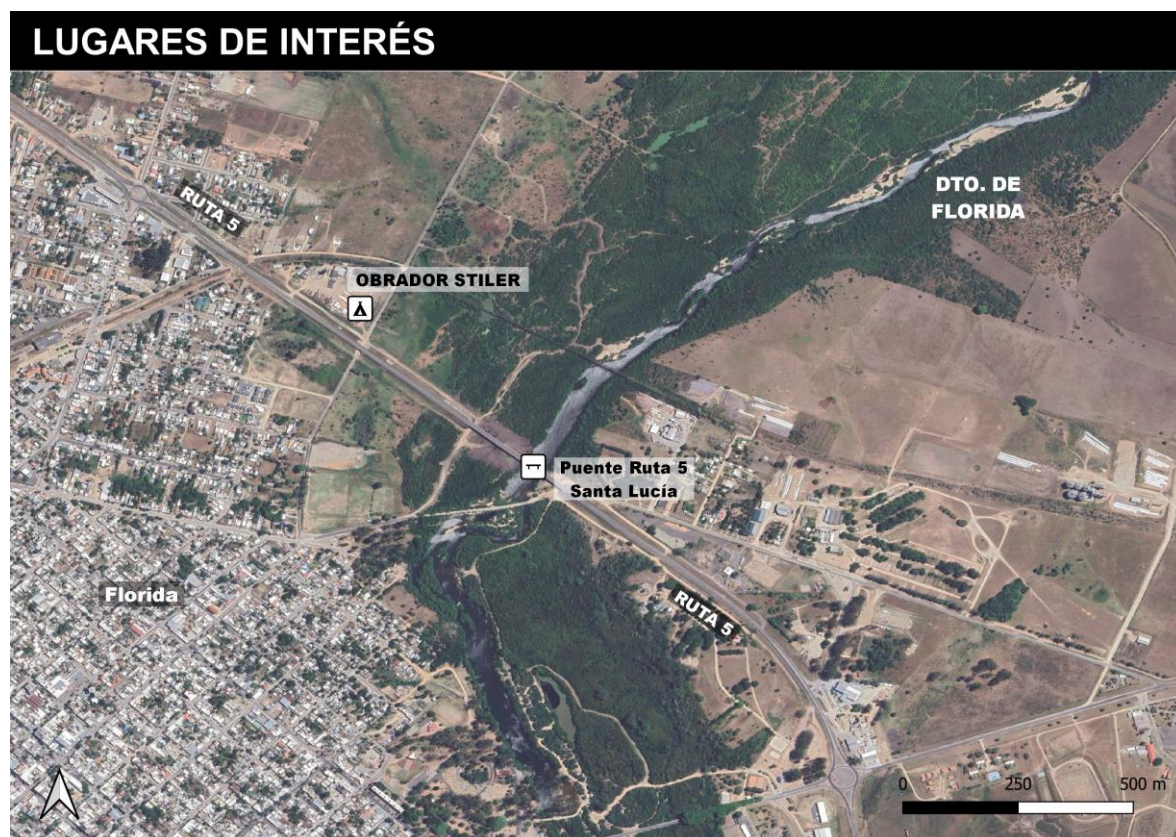 LUGARES DE INTERÉS
RUTA 5
DTO. DE
FLORIDA
OBRADOR STILER
Puente Ruta 5
Santa Lucía
Florida
RUTA 5
0 250 500 m